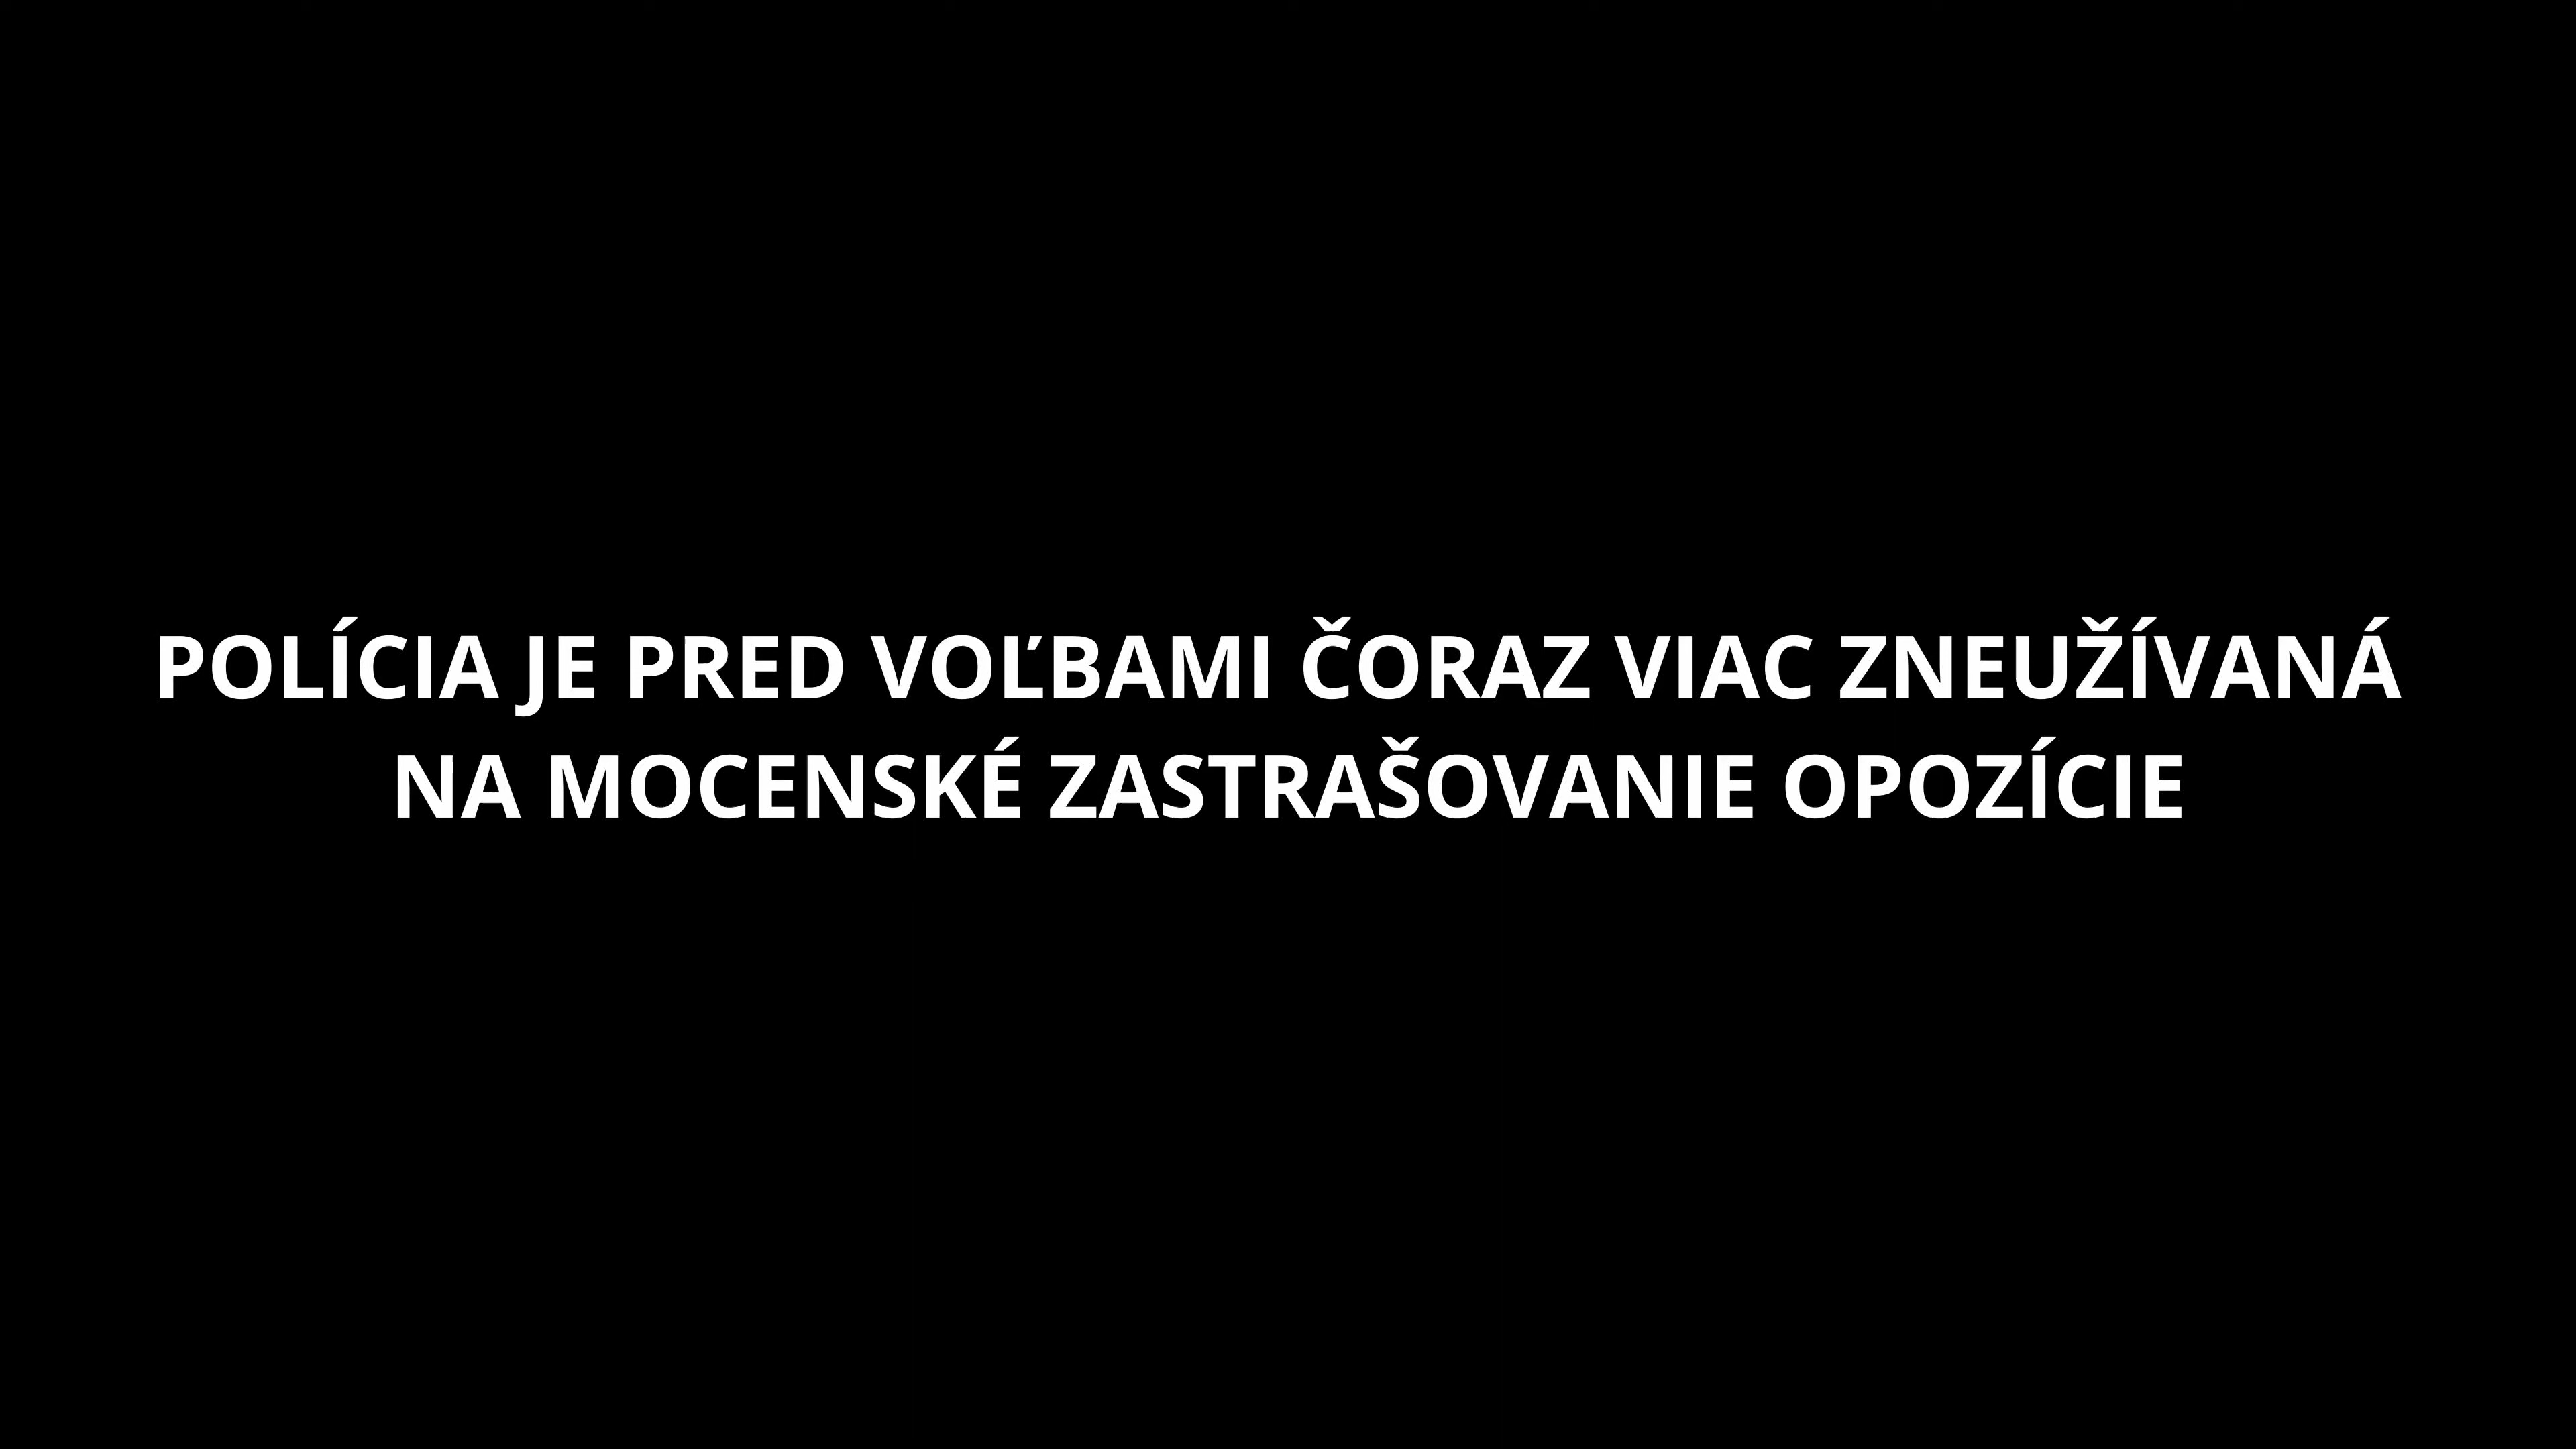 POLÍCIA JE PRED VOĽBAMI ČORAZ VIAC ZNEUŽÍVANÁ
NA MOCENSKÉ ZASTRAŠOVANIE OPOZÍCIE